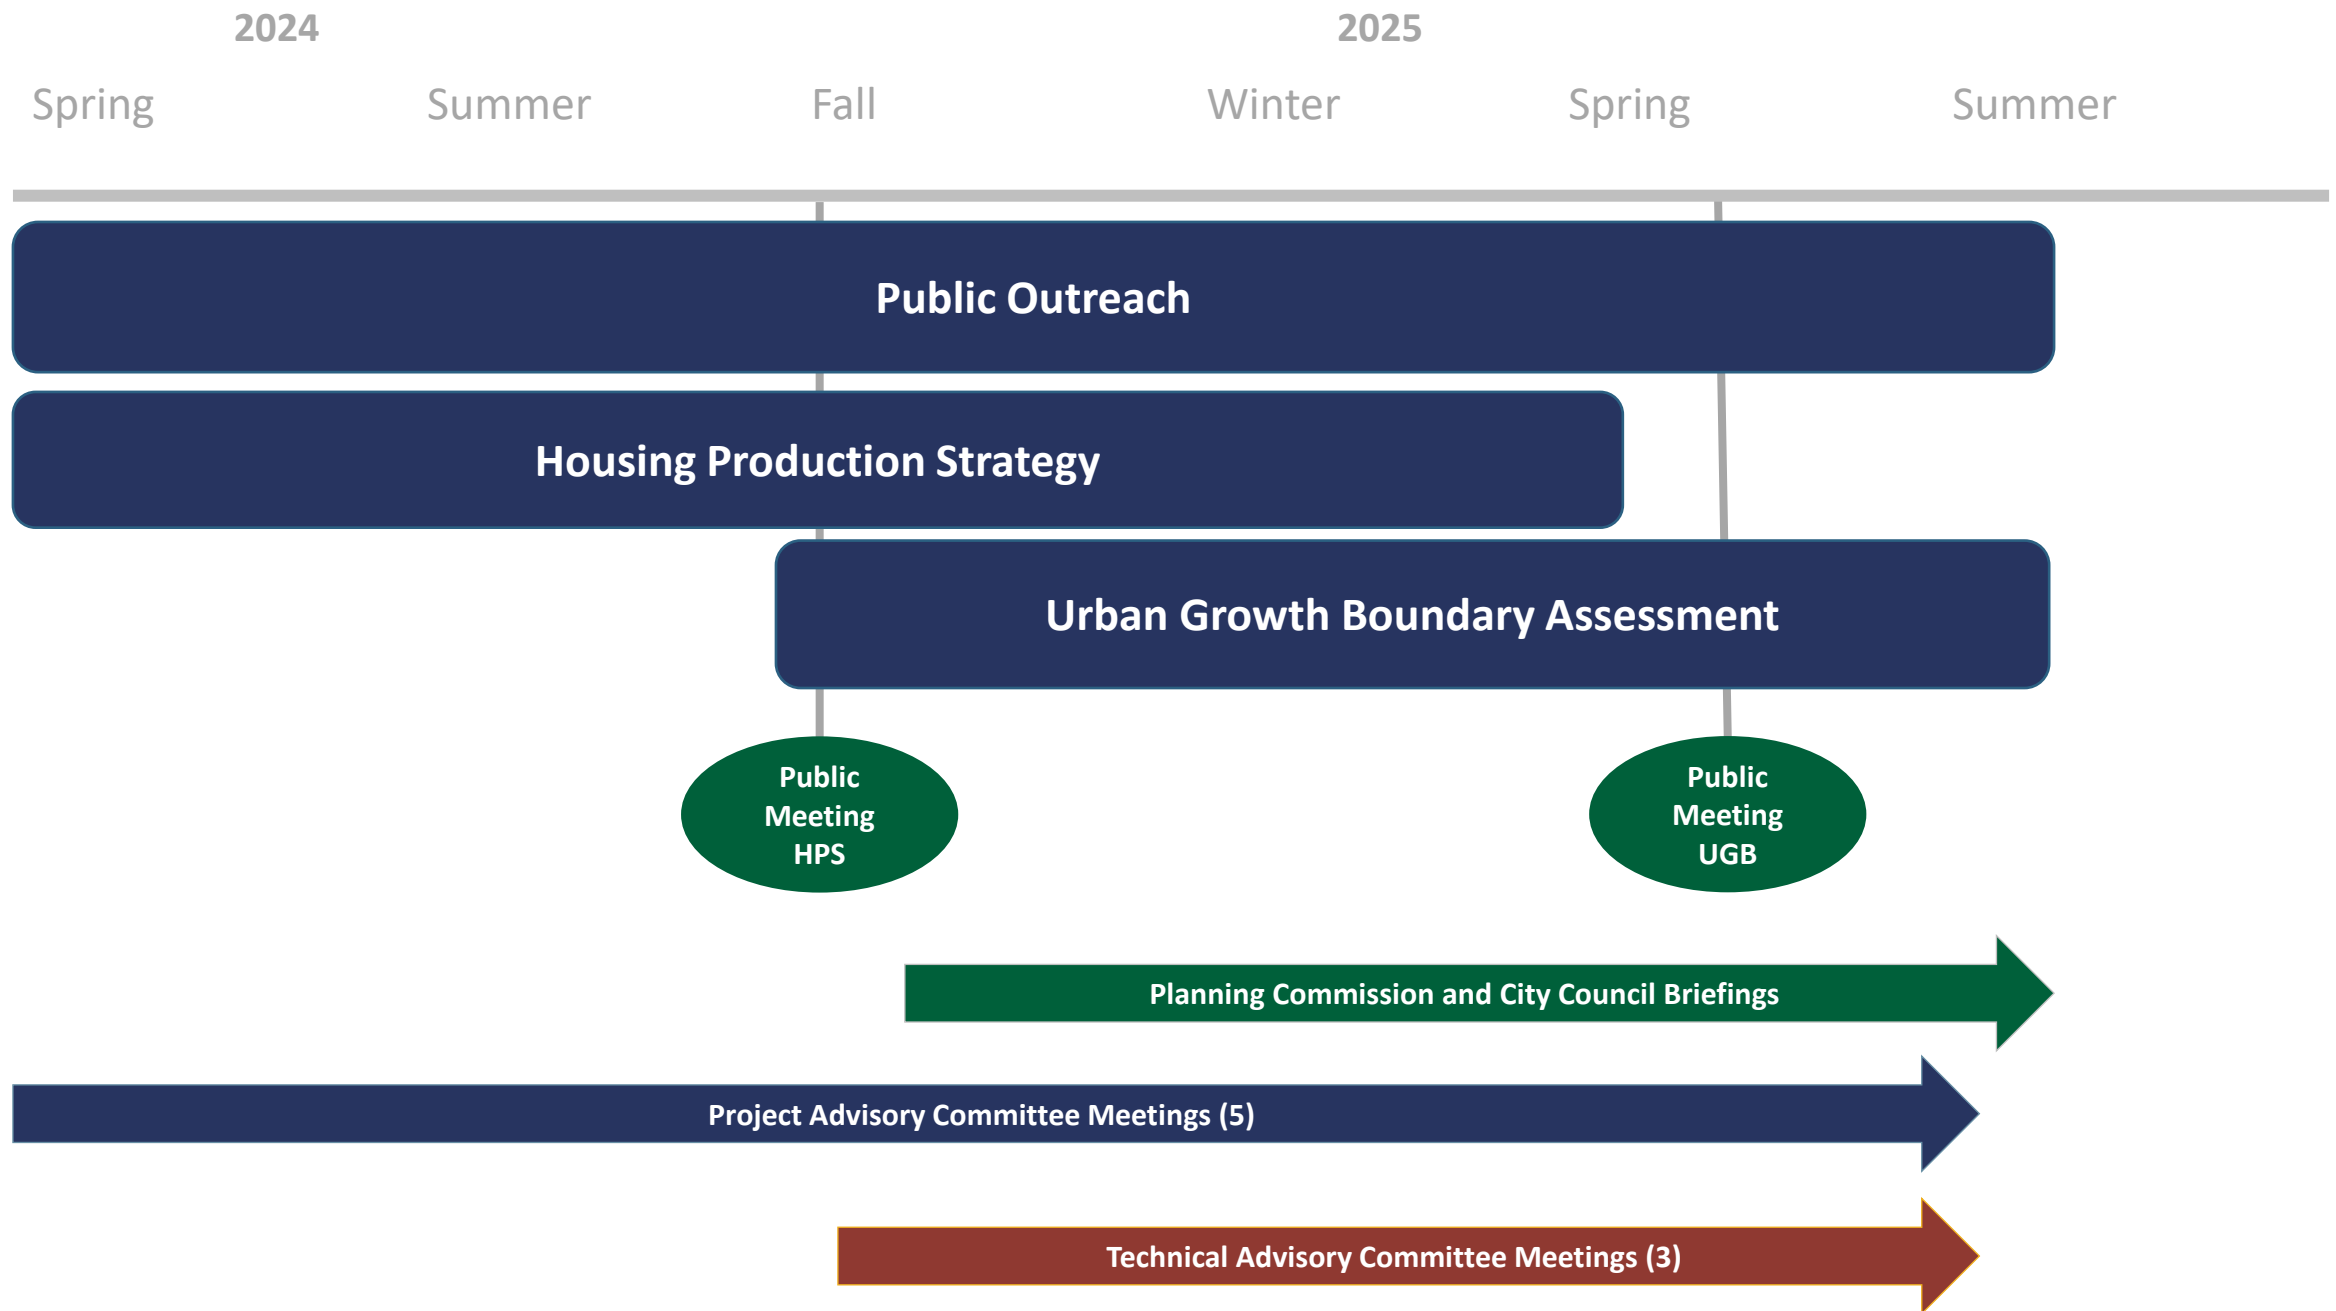 2024
2025
Spring
Summer
Fall
Winter
Spring
Summer
Public Outreach
Housing Production Strategy
Urban Growth Boundary Assessment
Public
Meeting
HPS
Public
Meeting
UGB
Planning Commission and City Council Briefings
Project Advisory Committee Meetings (5)
Technical Advisory Committee Meetings (3)